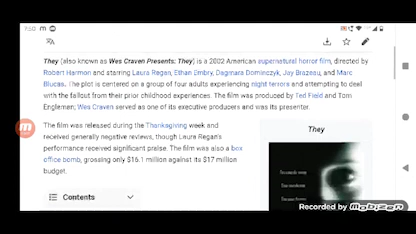 1:50 M
They (also known as Wes Craven Presents: They) is a 2002 American supernatural horror film, directed by
Robert Harmon and starring Laura Regan, Ethan Embry, Dagmara Dominczyk, Jay Brazeau, and Marc
Blucas. The plot is centered on a group of four adults experiencing night terrors and attempting to deal
with the fallout from their prior childhood experiences. The film was produced by Ted Field and Tom
Engleman; Wes Craven served as one of its executive producers and was its presenter.
The film was released during the Thanksgiving week and
received generally negative reviews, though Laura Regan's
performance received significant praise. The film was also a box
office bomb, grossing only $16.1 million against its $17 million
budget.
They
Contents
Recorded by Mobizen